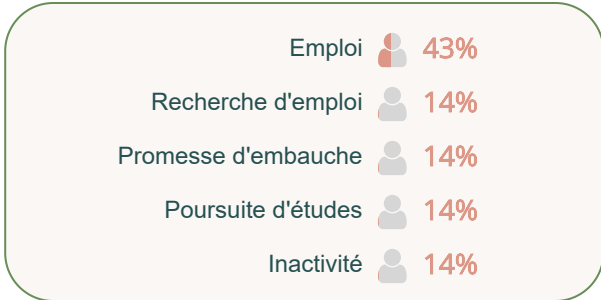 Emploi 43%
Recherche d'emploi 14%
Promesse d'embauche 14%
Poursuite d'études 14%
Inactivité 14%